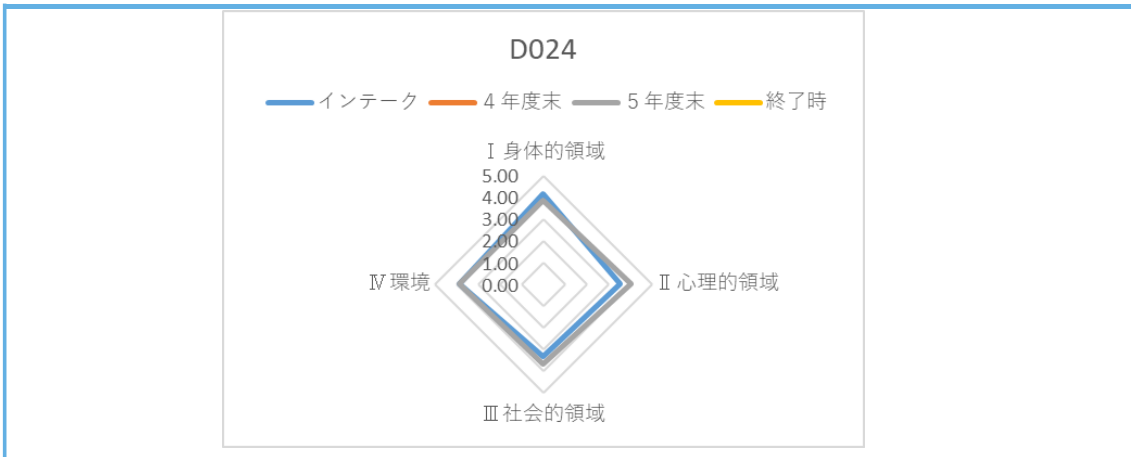 D024
インテーク 4 年度末 5 年度末 終了時
Ⅰ 身体的領域
5.00
4.00
3.00
2.00
1.00
0.00
Ⅳ 環境
Ⅱ 心理的領域
Ⅲ 社会的領域